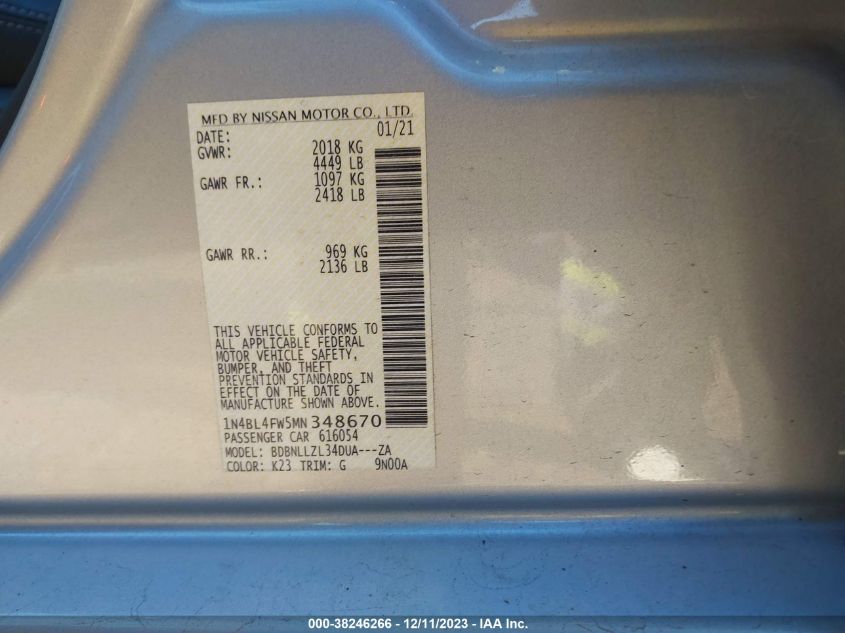 MFD BY NISSAN MOTOR CO., LTD.
DATE: 01/21
GVWR: 2018 KG
4449 LB
GAWR FR.: 1097 KG
2418 LB
GAWR RR.: 969 KG
2136 LB
THIS VEHICLE CONFORMS TO
ALL APPLICABLE FEDERAL
MOTOR VEHICLE SAFETY,
BUMPER, AND THEFT
PREVENTION STANDARDS IN
EFFECT ON THE DATE OF
MANUFACTURE SHOWN ABOVE.
1N4BL4FW5MN348670
PASSENGER CAR 616054
MODEL: BDBNLLZL34DUA---ZA
COLOR: K23 TRIM: G 9N00A
000-38246266 - 12/11/2023 - IAA Inc.